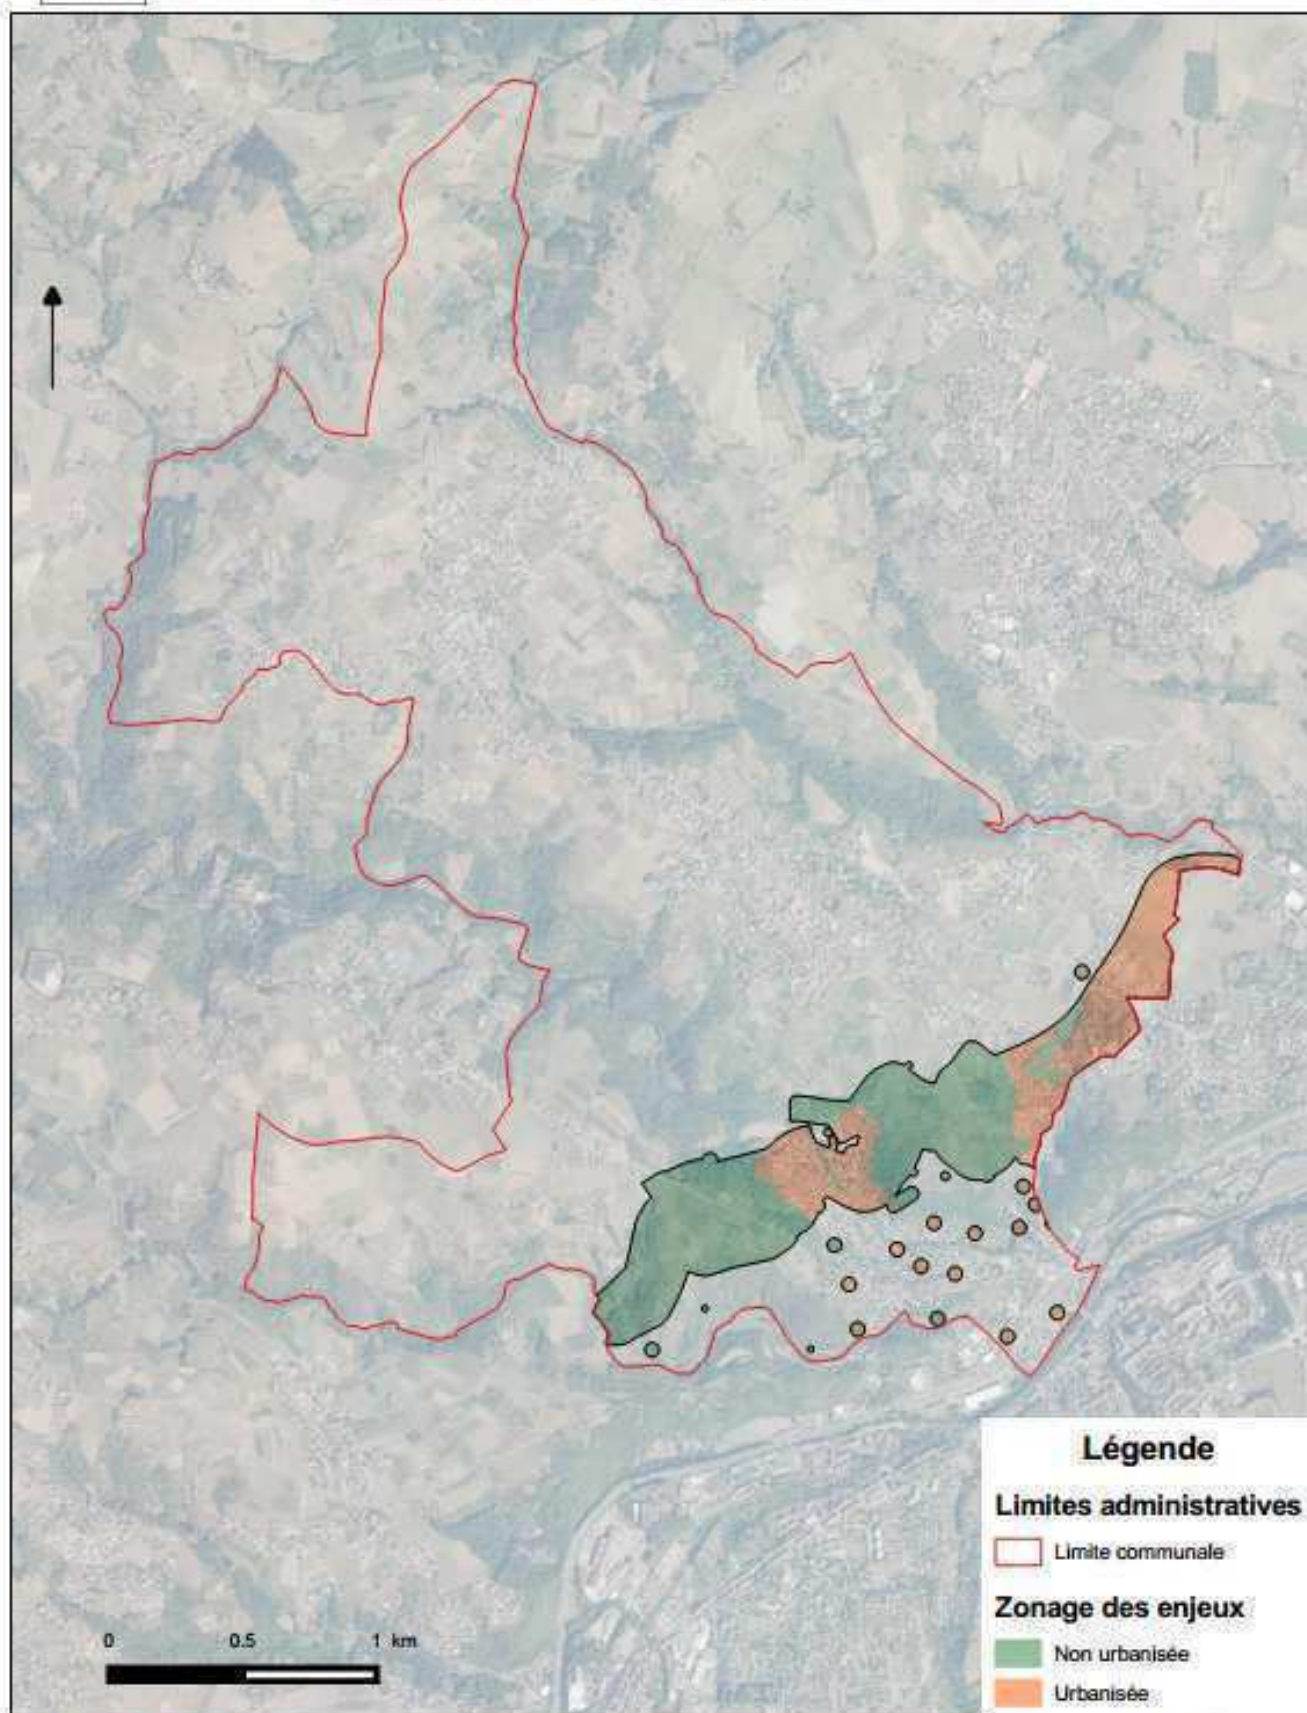 Légende
Limites administratives
Limite communale
Zonage des enjeux
Non urbanisée
Urbanisée
0 0.5 1 km